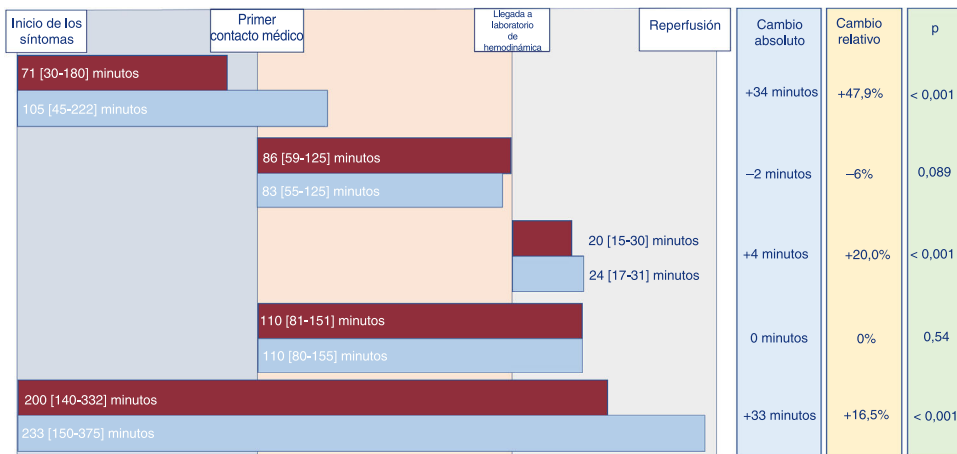 Inicio de los
síntomas
Primer
contacto médico
Llegada a
laboratorio
de
hemodinámica
Reperfusión
Cambio
absoluto
Cambio
relativo
p
71 [30-180] minutos
105 [45-222] minutos
+34 minutos
+47,9%
< 0,001
86 [59-125] minutos
83 [55-125] minutos
–2 minutos
–6%
0,089
20 [15-30] minutos
24 [17-31] minutos
+4 minutos
+20,0%
< 0,001
110 [81-151] minutos
110 [80-155] minutos
0 minutos
0%
0,54
200 [140-332] minutos
233 [150-375] minutos
+33 minutos
+16,5%
< 0,001